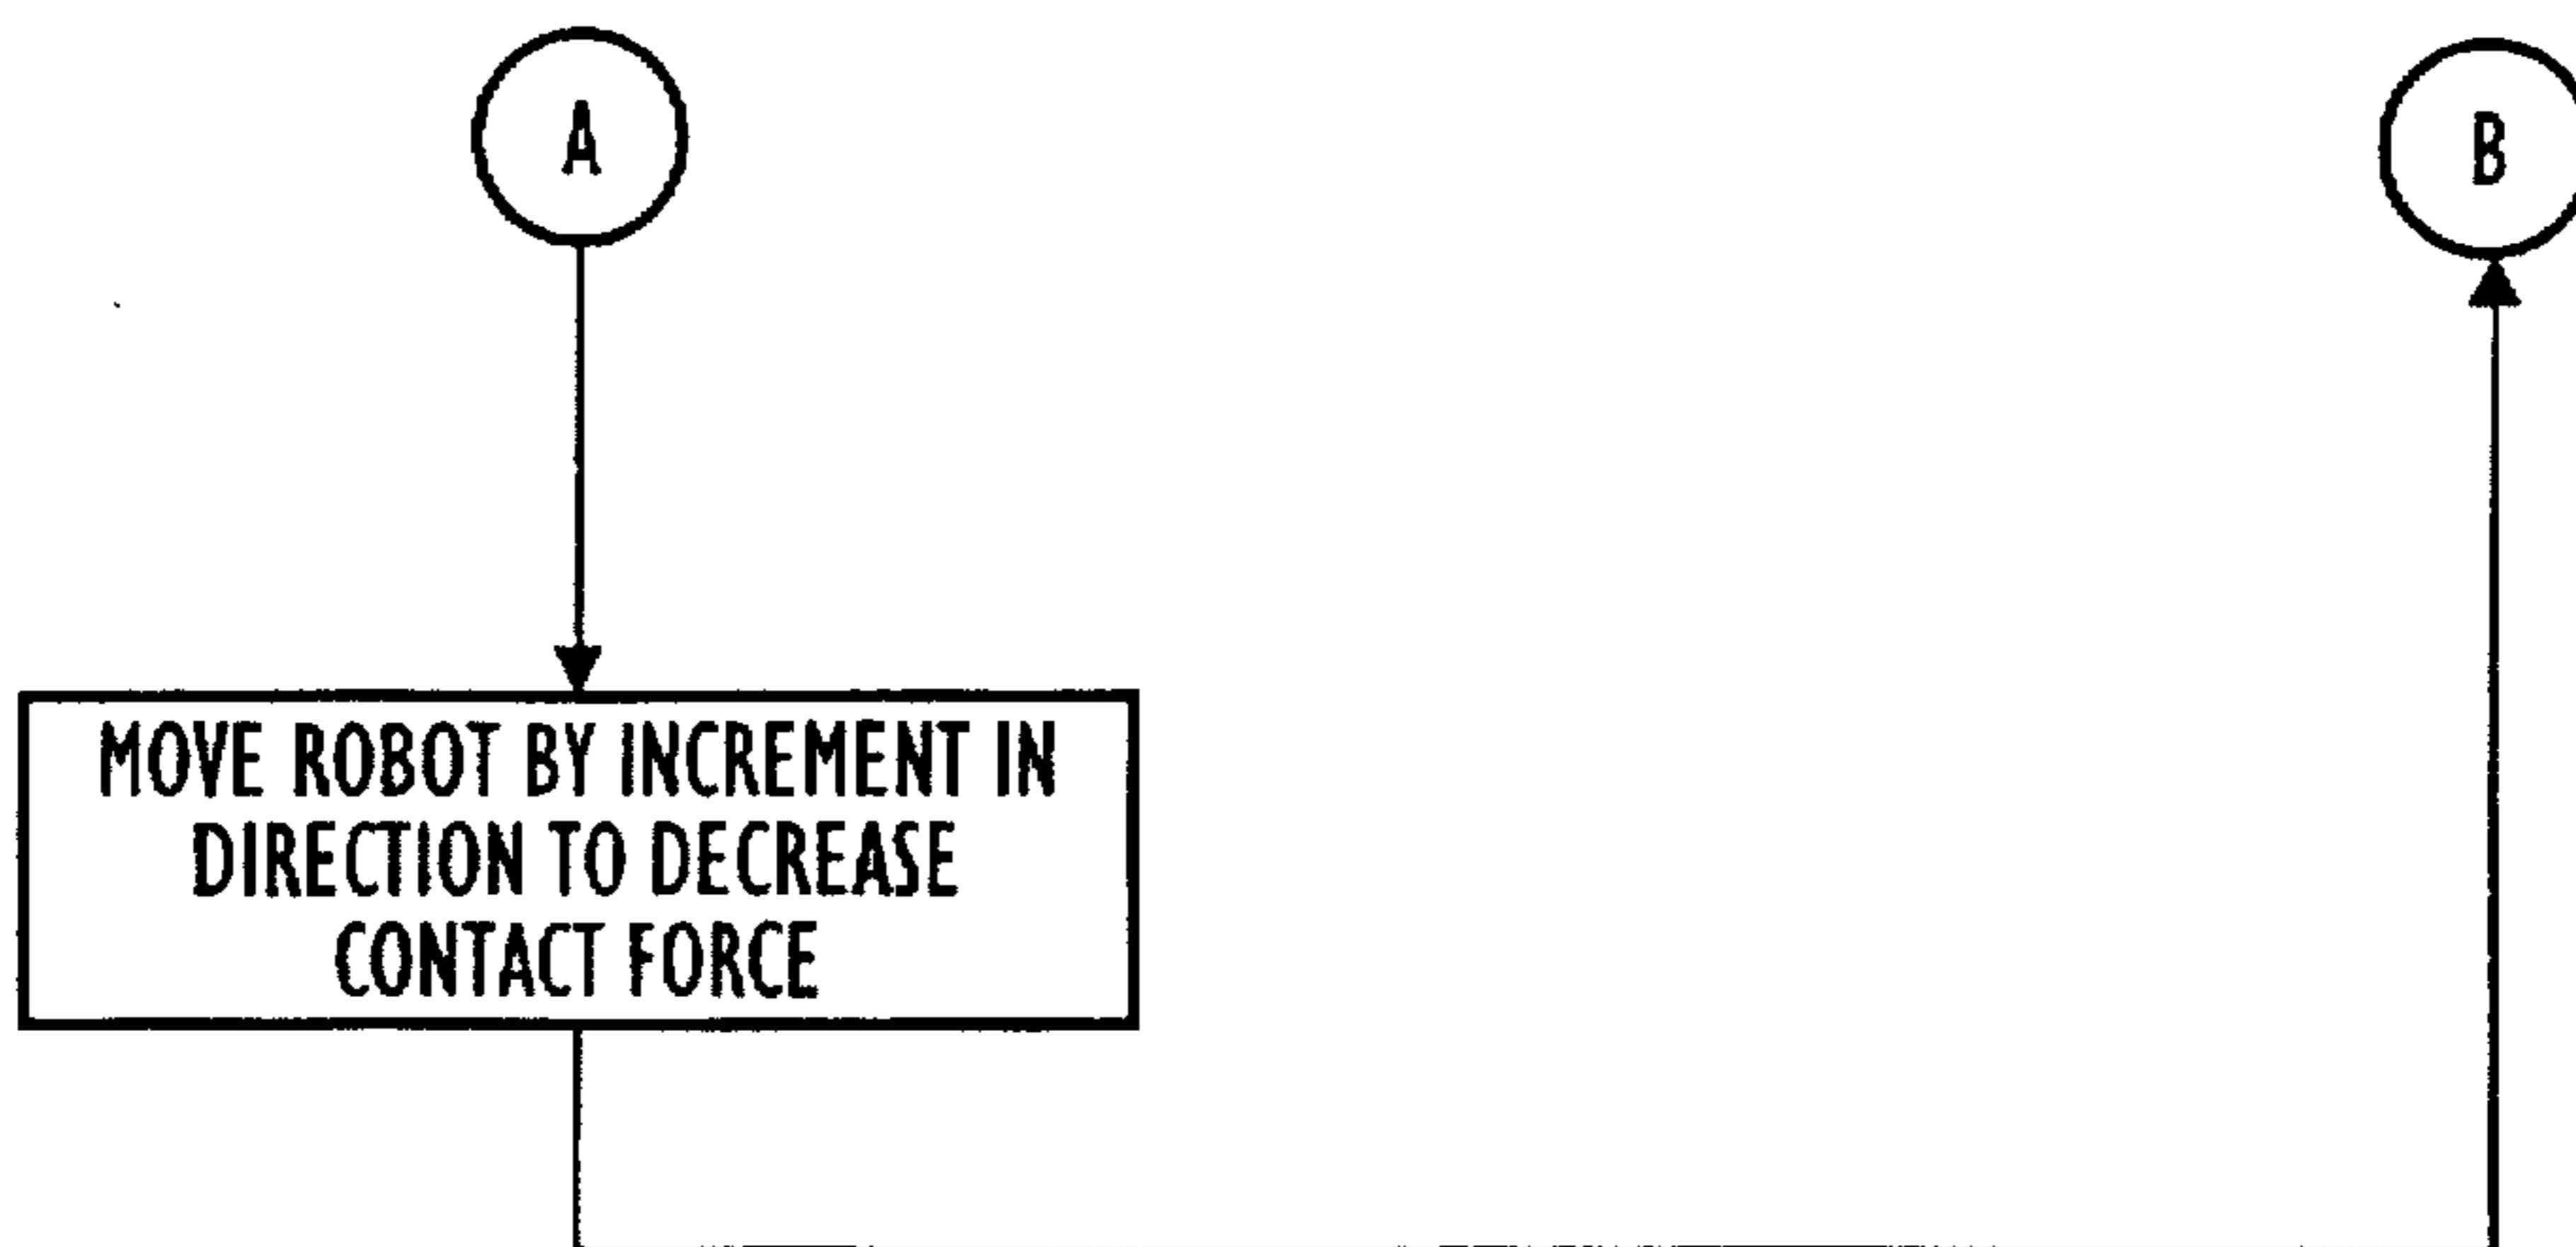 A
B
MOVE ROBOT BY INCREMENT IN
DIRECTION TO DECREASE
CONTACT FORCE